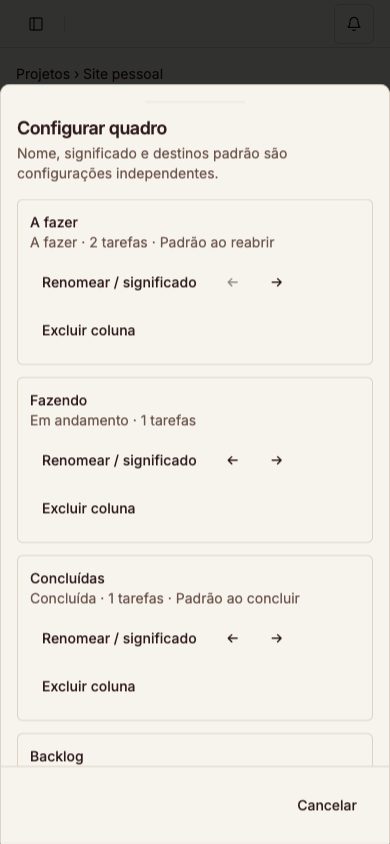 Projetos › Site pessoal
Configurar quadro
Nome, significado e destinos padrão são
configurações independentes.
A fazer
A fazer · 2 tarefas · Padrão ao reabrir
Renomear / significado ← →
Excluir coluna
Fazendo
Em andamento · 1 tarefas
Renomear / significado ← →
Excluir coluna
Concluídas
Concluída · 1 tarefas · Padrão ao concluir
Renomear / significado ← →
Excluir coluna
Backlog
Cancelar